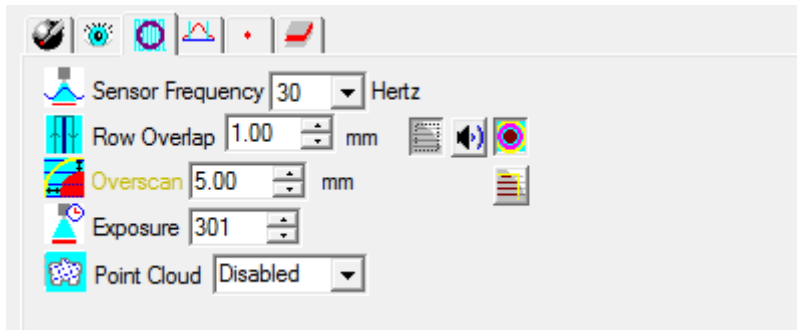 Sensor Frequency 30 Hertz
Row Overlap 1.00 mm
Overscan 5.00 mm
Exposure 301
Point Cloud Disabled